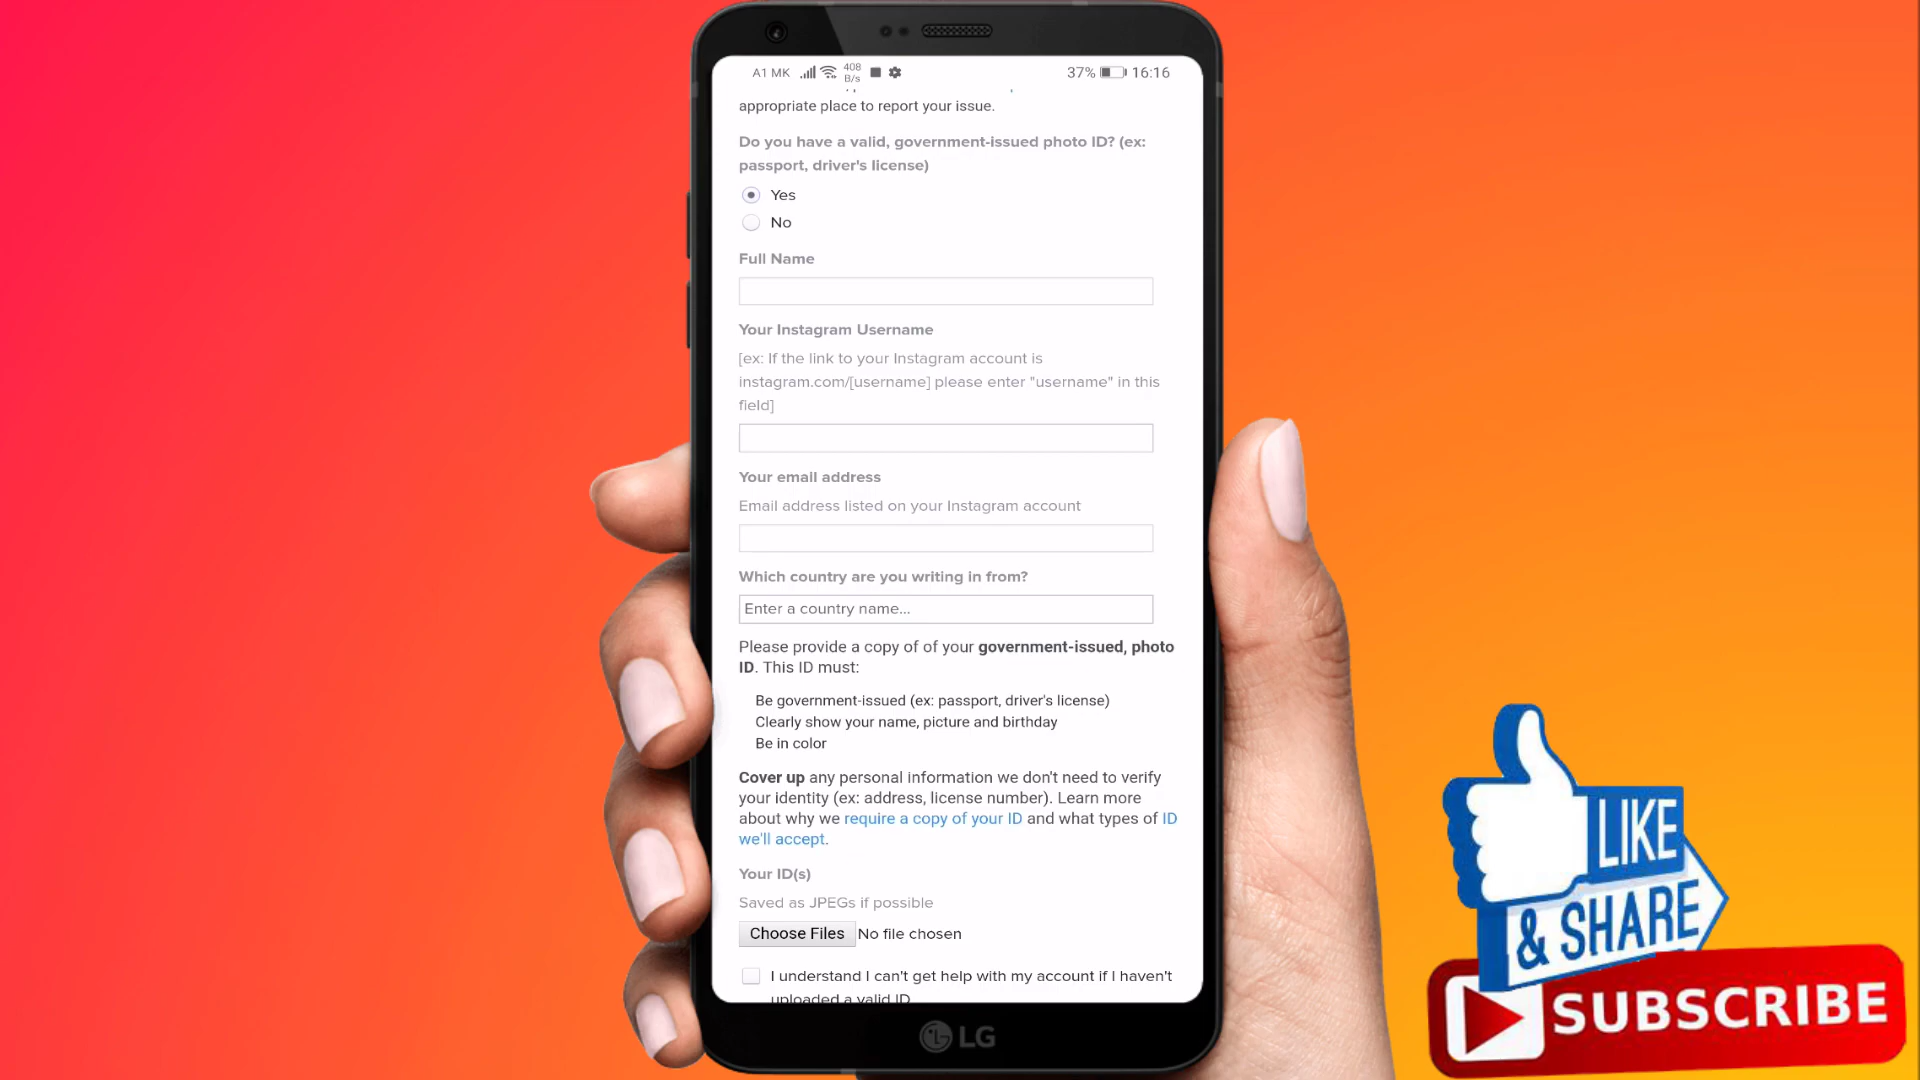 A1 MK 408 B/s 37% 16:16
appropriate place to report your issue.
Do you have a valid, government-issued photo ID? (ex:
passport, driver's license)
Yes
No
Full Name
Your Instagram Username
[ex: If the link to your Instagram account is
instagram.com/[username] please enter "username" in this
field]
Your email address
Email address listed on your Instagram account
Which country are you writing in from?
Enter a country name...
Please provide a copy of of your government-issued, photo
ID. This ID must:
Be government-issued (ex: passport, driver's license)
Clearly show your name, picture and birthday
Be in color
Cover up any personal information we don't need to verify
your identity (ex: address, license number). Learn more
about why we require a copy of your ID and what types of ID
we'll accept.
Your ID(s)
Saved as JPEGs if possible
Choose Files No file chosen
I understand I can't get help with my account if I haven't
uploaded a valid ID
LG
LIKE
& SHARE
SUBSCRIBE